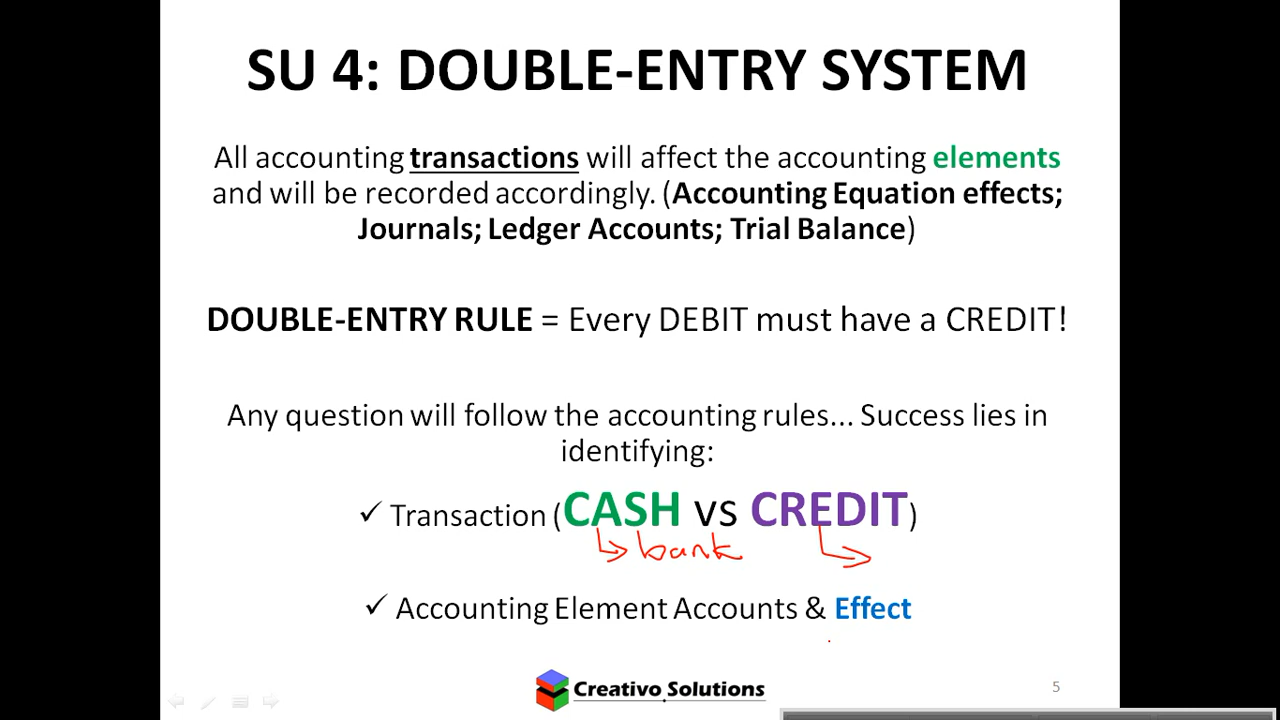 SU 4: DOUBLE-ENTRY SYSTEM
All accounting transactions will affect the accounting elements
and will be recorded accordingly. (Accounting Equation effects;
Journals; Ledger Accounts; Trial Balance)
DOUBLE-ENTRY RULE = Every DEBIT must have a CREDIT!
Any question will follow the accounting rules... Success lies in
identifying:
✓ Transaction (CASH vs CREDIT)
bank
✓ Accounting Element Accounts & Effect
Creativo Solutions
5